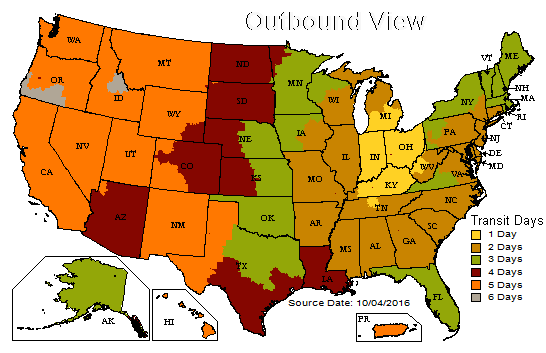 Outbound View
WA
MT
ND
MN
VT
ME
OR
ID
SD
WI
MI
NY
NH
MA
RI
CT
WY
NE
IA
PA
NJ
DE
MD
NV
UT
CO
KS
IL
IN
OH
WV
VA
CA
MO
KY
NC
TN
AZ
NM
OK
AR
SC
MS
AL
GA
TX
LA
FL
AK
HI
PR
Transit Days
1 Day
2 Days
3 Days
4 Days
5 Days
6 Days
Source Date: 10/04/2016